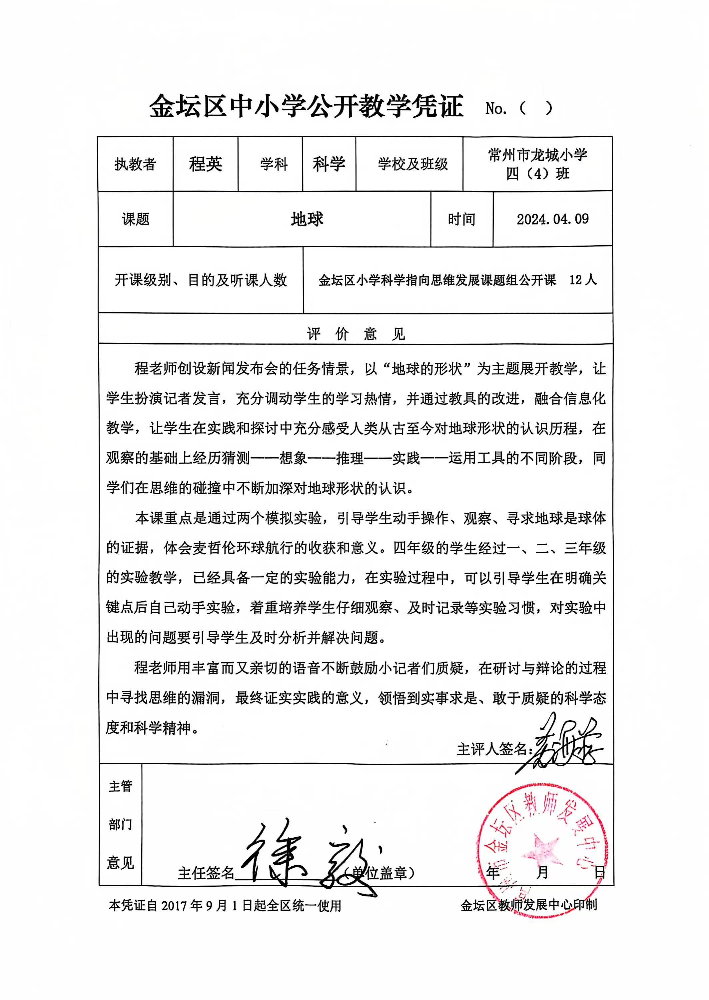 金坛区中小学公开教学凭证 No.（ ）
执教者 程英 学科 科学 学校及班级 常州市龙城小学
四（4）班
课题 地球 时间 2024.04.09
开课级别、目的及听课人数 金坛区小学科学指向思维发展课题组公开课 12人
评 价 意 见
程老师创设新闻发布会的任务情景，以“地球的形状”为主题展开教学，让
学生扮演记者发言，充分调动学生的学习热情，并通过教具的改进，融合信息化
教学，让学生在实践和探讨中充分感受人类从古至今对地球形状的认识历程，在
观察的基础上经历猜测——想象——推理——实践——运用工具的不同阶段，同
学们在思维的碰撞中不断加深对地球形状的认识。
本课重点是通过两个模拟实验，引导学生动手操作、观察、寻求地球是球体
的证据，体会麦哲伦环球航行的收获和意义。四年级的学生经过一、二、三年级
的实验教学，已经具备一定的实验能力，在实验过程中，可以引导学生在明确关
键点后自己动手实验，着重培养学生仔细观察、及时记录等实验习惯，对实验中
出现的问题要引导学生及时分析并解决问题。
程老师用丰富而又亲切的语音不断鼓励小记者们质疑，在研讨与辩论的过程
中寻找思维的漏洞，最终证实实践的意义，领悟到实事求是、敢于质疑的科学态
度和科学精神。
主评人签名：
主管
部门
意见
金坛区教师发展中心
主任签名 徐 （单位盖章） 年 月 日
本凭证自 2017 年 9 月 1 日起全区统一使用 金坛区教师发展中心印制